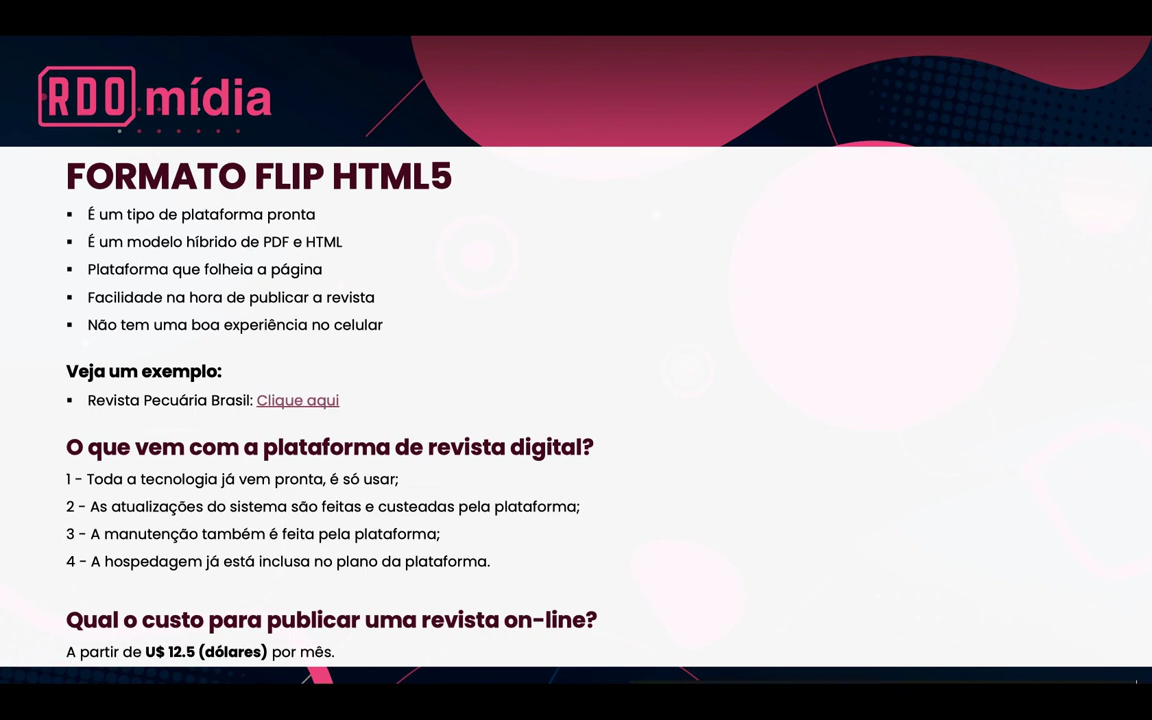 RDO mídia
FORMATO FLIP HTML5
▪ É um tipo de plataforma pronta
▪ É um modelo híbrido de PDF e HTML
▪ Plataforma que folheia a página
▪ Facilidade na hora de publicar a revista
▪ Não tem uma boa experiência no celular
Veja um exemplo:
▪ Revista Pecuária Brasil: Clique aqui
O que vem com a plataforma de revista digital?
1 - Toda a tecnologia já vem pronta, é só usar;
2 - As atualizações do sistema são feitas e custeadas pela plataforma;
3 - A manutenção também é feita pela plataforma;
4 - A hospedagem já está inclusa no plano da plataforma.
Qual o custo para publicar uma revista on-line?
A partir de U$ 12.5 (dólares) por mês.